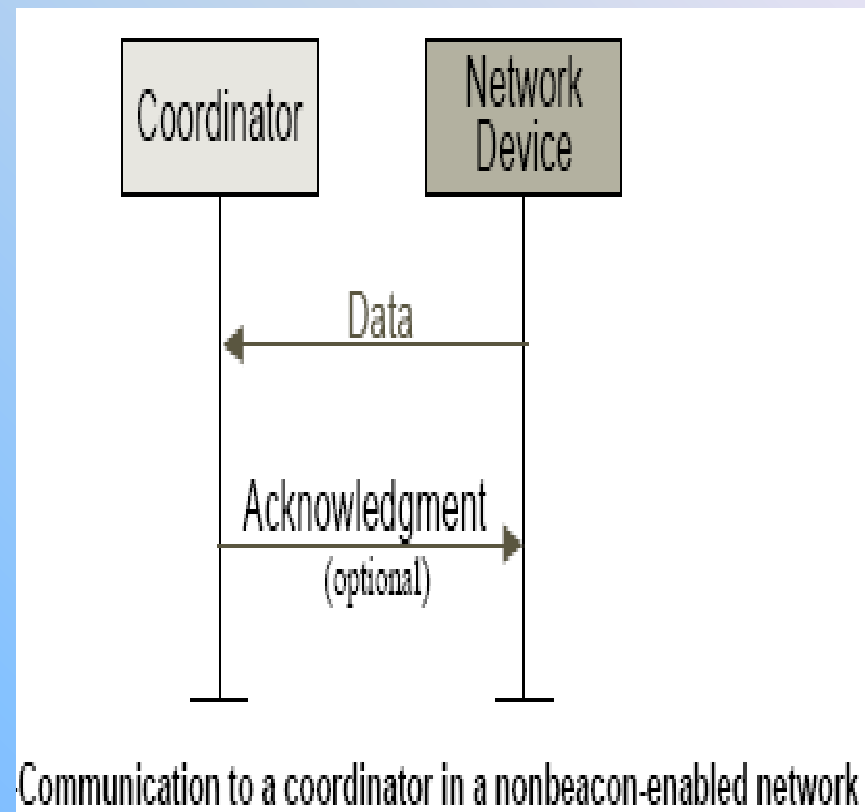 Coordinator
Network
Device
Data
Acknowledgment
(optional)
-Communication to a coordinator in a nonbeacon-enabled network